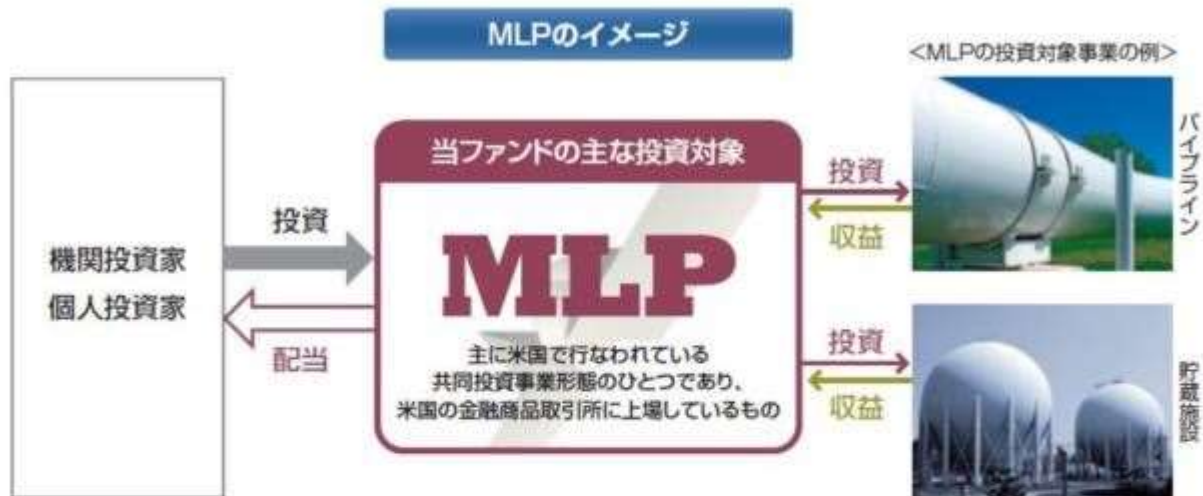 MLPのイメージ
<MLPの投資対象事業の例>
機関投資家
個人投資家
投資
配当
当ファンドの主な投資対象
MLP
主に米国で行なわれている
共同投資事業形態のひとつであり、
米国の金融商品取引所に上場しているもの
投資
収益
パイプライン
投資
収益
貯蔵施設